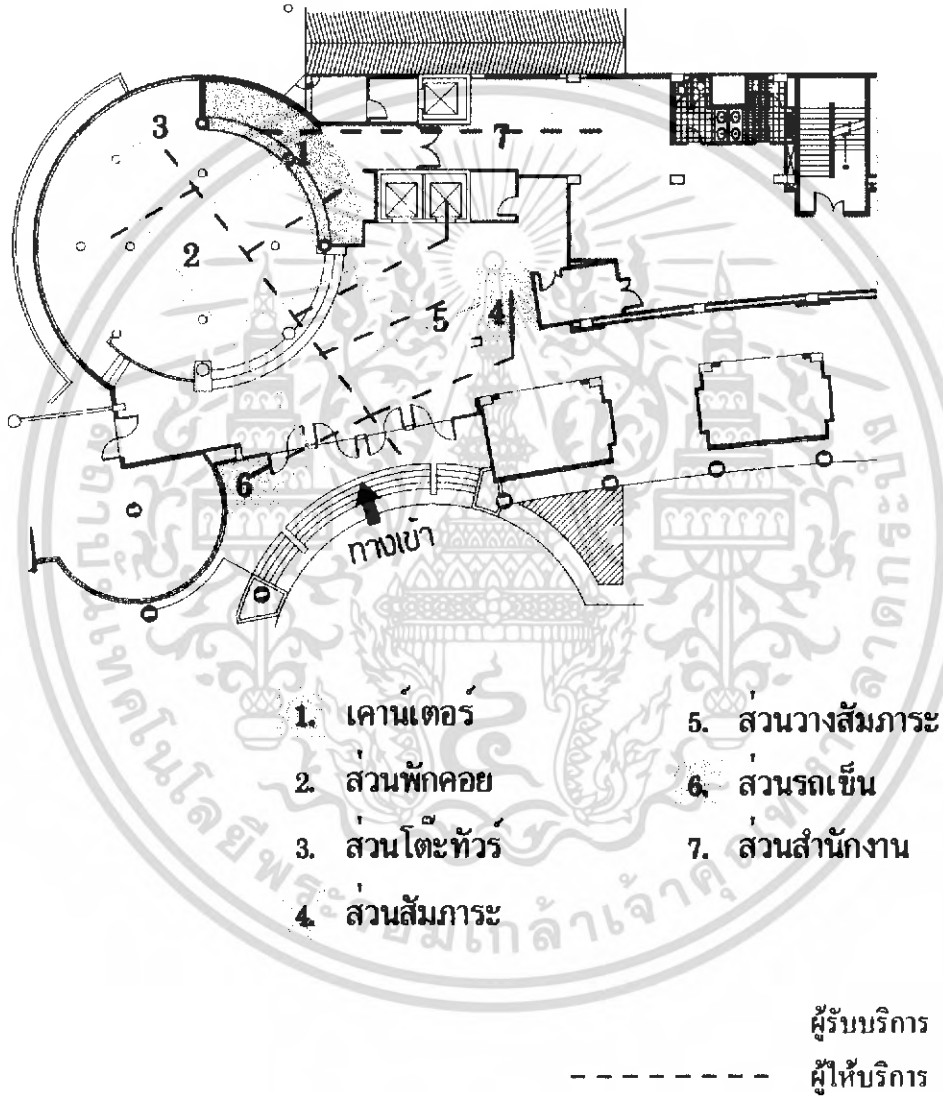 3
7
2
5
4
6
ทางเข้า
1. เคาน์เตอร์
2. ส่วนพักคอย
3. ส่วนโต๊ะทัวร์
4. ส่วนสัมภาระ
5. ส่วนวางสัมภาระ
6. ส่วนรถเข็น
7. ส่วนสำนักงาน
ผู้รับบริการ
ผู้ให้บริการ